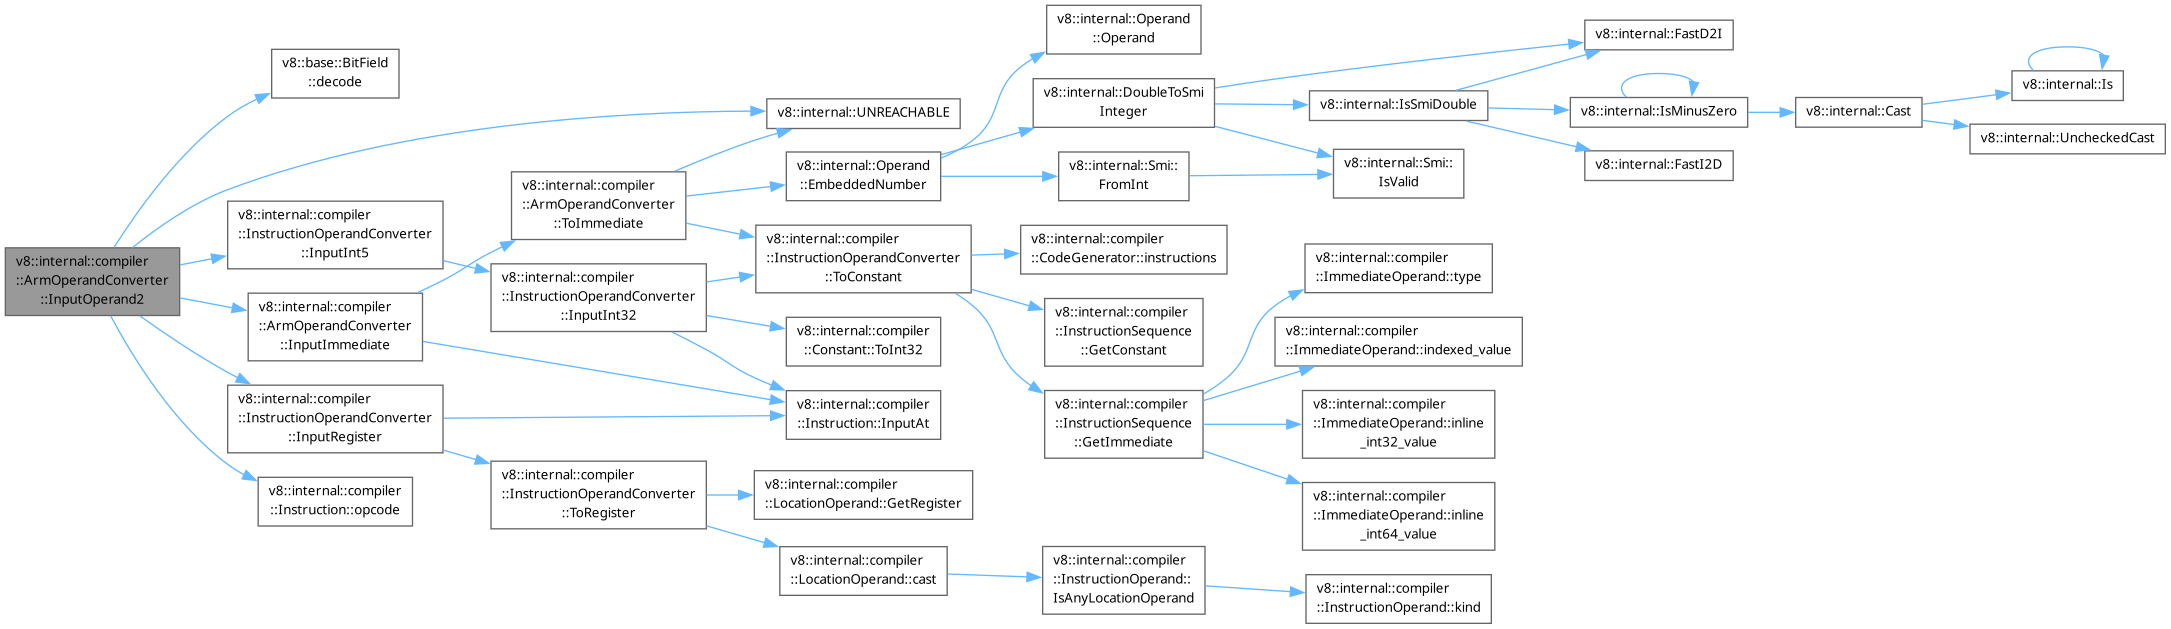 v8::internal::compiler
::ArmOperandConverter
::InputOperand2
v8::base::BitField
::decode
v8::internal::UNREACHABLE
v8::internal::compiler
::InstructionOperandConverter
::InputInt5
v8::internal::compiler
::ArmOperandConverter
::InputImmediate
v8::internal::compiler
::InstructionOperandConverter
::InputRegister
v8::internal::compiler
::Instruction::opcode
v8::internal::compiler
::ArmOperandConverter
::ToImmediate
v8::internal::compiler
::InstructionOperandConverter
::InputInt32
v8::internal::compiler
::InstructionOperandConverter
::ToRegister
v8::internal::Operand
::EmbeddedNumber
v8::internal::compiler
::InstructionOperandConverter
::ToConstant
v8::internal::compiler
::Constant::ToInt32
v8::internal::compiler
::Instruction::InputAt
v8::internal::compiler
::LocationOperand::GetRegister
v8::internal::compiler
::LocationOperand::cast
v8::internal::Operand
::Operand
v8::internal::DoubleToSmi
Integer
v8::internal::Smi::
FromInt
v8::internal::compiler
::CodeGenerator::instructions
v8::internal::compiler
::InstructionSequence
::GetConstant
v8::internal::compiler
::InstructionSequence
::GetImmediate
v8::internal::compiler
::InstructionOperand::
IsAnyLocationOperand
v8::internal::IsSmiDouble
v8::internal::Smi::
IsValid
v8::internal::compiler
::ImmediateOperand::type
v8::internal::compiler
::ImmediateOperand::indexed_value
v8::internal::compiler
::ImmediateOperand::inline
_int32_value
v8::internal::compiler
::ImmediateOperand::inline
_int64_value
v8::internal::compiler
::InstructionOperand::kind
v8::internal::FastD2I
v8::internal::IsMinusZero
v8::internal::FastI2D
v8::internal::Cast
v8::internal::Is
v8::internal::UncheckedCast